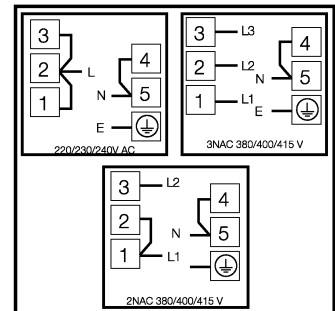 3
2 L
1
4
N 5
E
220/230/240V AC
3 L3
2 L2
1 L1
4
N 5
E
3NAC 380/400/415 V
3 L2
2
1 L1
4
N 5
2NAC 380/400/415 V